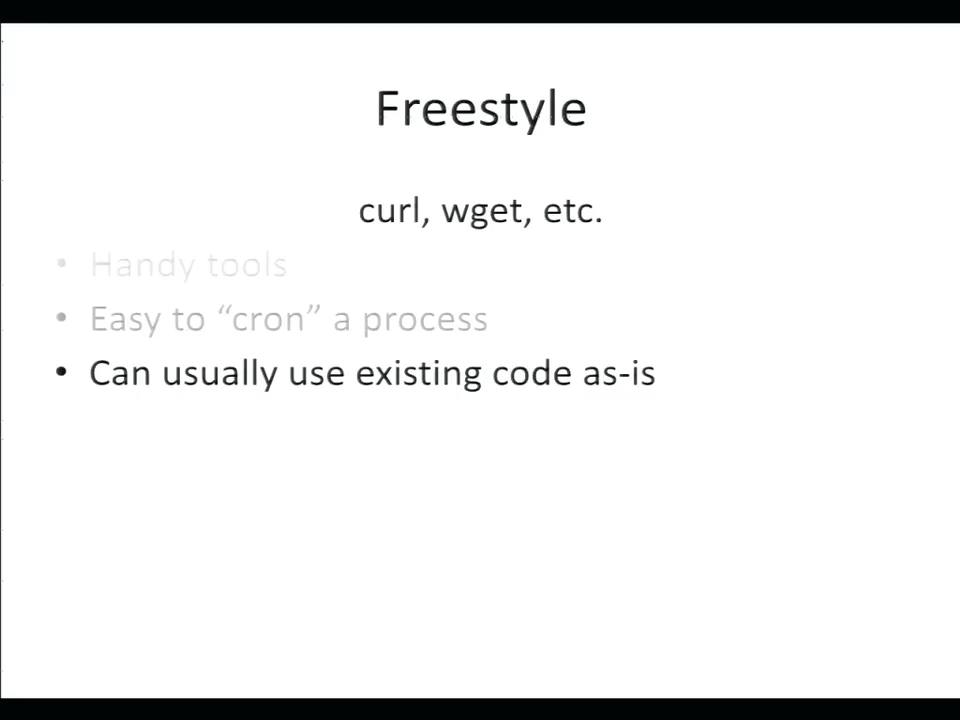 Freestyle
curl, wget, etc.
• Handy tools
• Easy to “cron” a process
• Can usually use existing code as-is